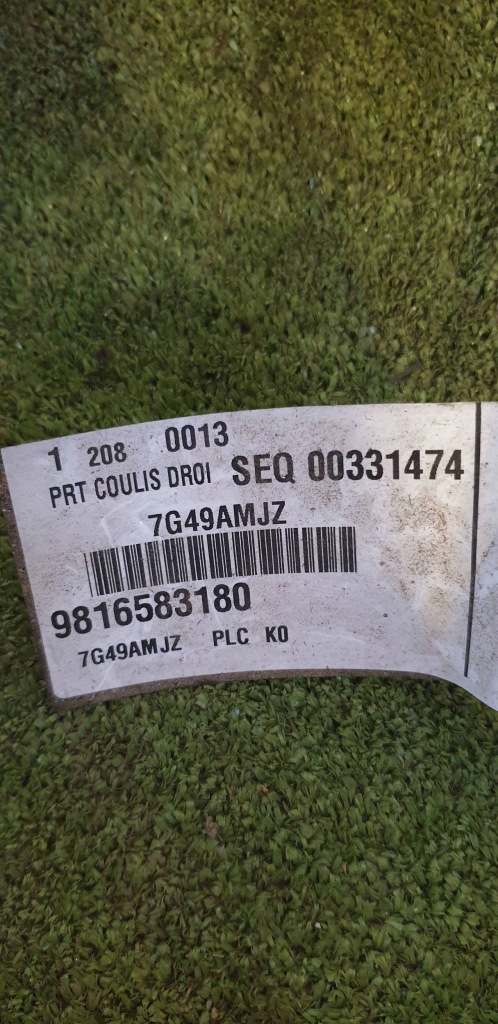 1 208 0013
PRT COULIS DROI SEQ 00331474
7G49AMJZ
9816583180
7G49AMJZ PLC K0